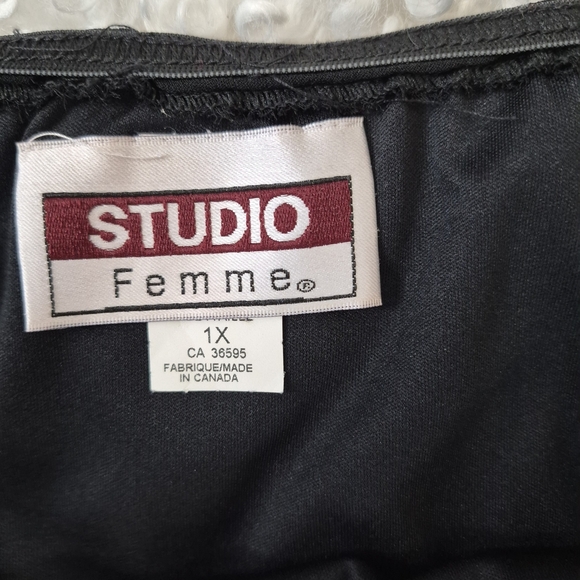 STUDIO
Femme®
1X
CA 36595
FABRIQUE/MADE
IN CANADA